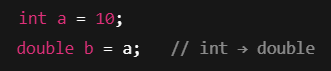 int a = 10;
double b = a;   // int → double